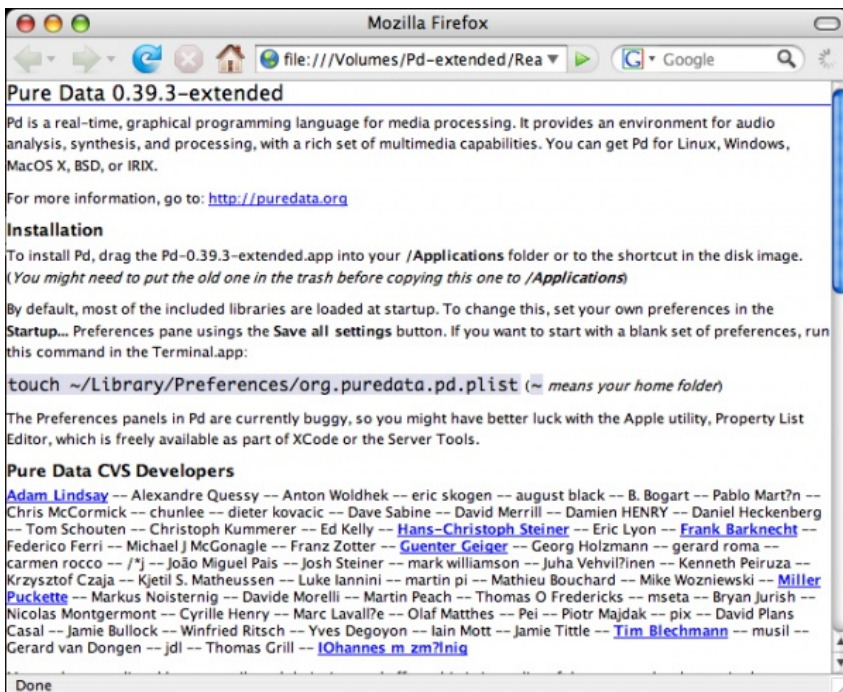 Mozilla Firefox
file:///Volumes/Pd-extended/Rea
G Google
Pure Data 0.39.3-extended
Pd is a real-time, graphical programming language for media processing. It provides an environment for audio
analysis, synthesis, and processing, with a rich set of multimedia capabilities. You can get Pd for Linux, Windows,
MacOS X, BSD, or IRIX.
For more information, go to: http://puredata.org
Installation
To install Pd, drag the Pd-0.39.3-extended.app into your /Applications folder or to the shortcut in the disk image.
(You might need to put the old one in the trash before copying this one to /Applications)
By default, most of the included libraries are loaded at startup. To change this, set your own preferences in the
Startup... Preferences pane usings the Save all settings button. If you want to start with a blank set of preferences, run
this command in the Terminal.app:
touch ~/Library/Preferences/org.puredata.pd.plist (~ means your home folder)
The Preferences panels in Pd are currently buggy, so you might have better luck with the Apple utility, Property List
Editor, which is freely available as part of XCode or the Server Tools.
Pure Data CVS Developers
Adam Lindsay -- Alexandre Quessy -- Anton Woldhek -- eric skogen -- august black -- B. Bogart -- Pablo Mart?n --
Chris McCormick -- chunlee -- dieter kovacic -- Dave Sabine -- David Merrill -- Damien HENRY -- Daniel Heckenberg
-- Tom Schouten -- Christoph Kummerer -- Ed Kelly -- Hans-Christoph Steiner -- Eric Lyon -- Frank Barknecht --
Federico Ferri -- Michael J McGonagle -- Franz Zotter -- Guenter Geiger -- Georg Holzmann -- gerard roma --
carmen rocco -- /*j -- João Miguel Pais -- Josh Steiner -- mark williamson -- Juha Vehvil?inen -- Kenneth Peiruza --
Krzysztof Czaja -- Kjetil S. Matheussen -- Luke Iannini -- martin pi -- Mathieu Bouchard -- Mike Wozniewski -- Miller
Puckette -- Markus Noisternig -- Davide Morelli -- Martin Peach -- Thomas O Fredericks -- mseta -- Bryan Jurish --
Nicolas Montgermont -- Cyrille Henry -- Marc Lavall?e -- Olaf Matthes -- Pei -- Piotr Majdak -- pix -- David Plans
Casal -- Jamie Bullock -- Winfried Ritsch -- Yves Degoyon -- Iain Mott -- Jamie Tittle -- Tim Blechmann -- musil --
Gerard van Dongen -- jdl -- Thomas Grill -- IOhannes m zm?lnig
Done